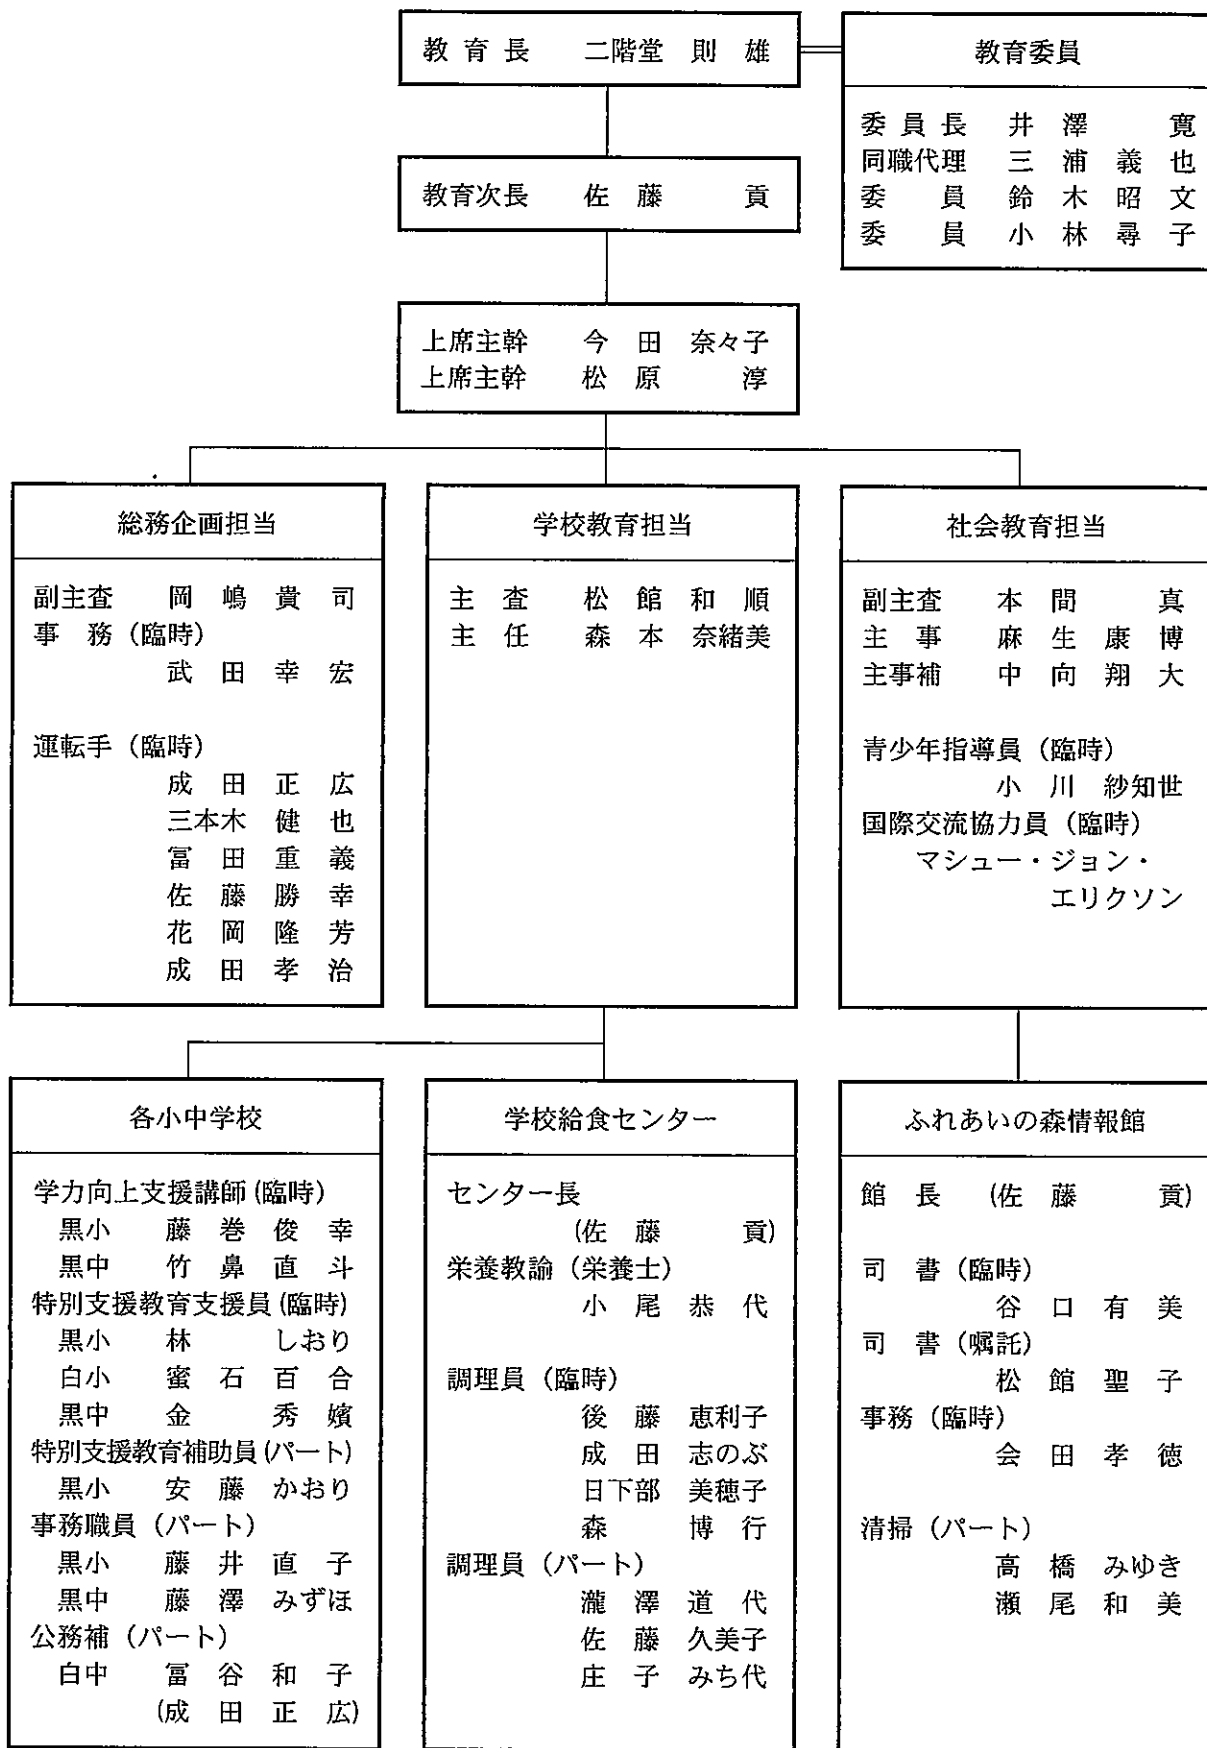 教育長 二階堂 則雄
教育委員
委員長 井澤 寛
同職代理 三浦義也
委員 鈴木昭文
委員 小林尋子
教育次長 佐藤 貢
上席主幹 今田 奈々子
上席主幹 松原 淳
総務企画担当
副主査 岡嶋貴司
事務(臨時)
武田幸宏
運転手(臨時)
成田正広
三本木健也
冨田重義
佐藤勝幸
花岡隆芳
成田孝治
学校教育担当
主査 松館和順
主任 森本奈緒美
社会教育担当
副主査 本間 真
主事 麻生康博
主事補 中向翔大
青少年指導員(臨時)
小川 紗知世
国際交流協力員(臨時)
マシュー・ジョン・
エリクソン
各小中学校
学力向上支援講師(臨時)
黒小 藤巻俊幸
黒中 竹鼻直斗
特別支援教育支援員(臨時)
黒小 林 しおり
白小 蜜石百合
黒中 金 秀嬪
特別支援教育補助員(パート)
黒小 安藤かおり
事務職員(パート)
黒小 藤井直子
黒中 藤澤みずほ
公務補(パート)
白中 冨谷和子
(成田正広)
学校給食センター
センター長
(佐藤 貢)
栄養教諭(栄養士)
小尾恭代
調理員(臨時)
後藤恵利子
成田志のぶ
日下部美穂子
森 博行
調理員(パート)
瀧澤道代
佐藤久美子
庄子みち代
ふれあいの森情報館
館長 (佐藤 貢)
司書(臨時)
谷口有美
司書(嘱託)
松館聖子
事務(臨時)
会田孝徳
清掃(パート)
高橋みゆき
瀬尾和美